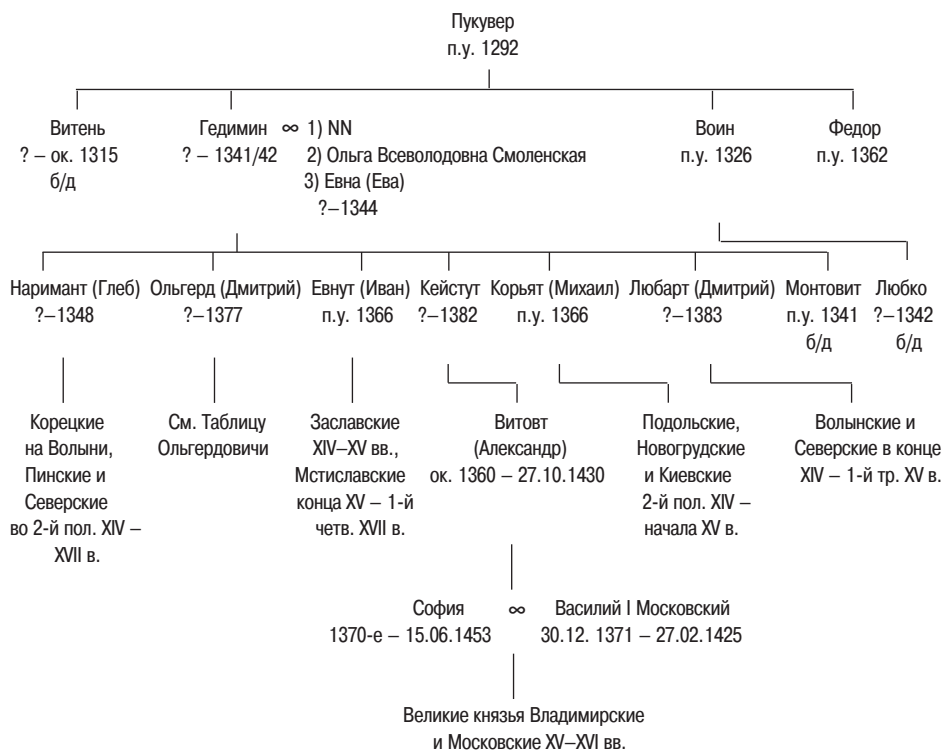 Пукувер
п.у. 1292
Витень
? – ок. 1315
б/д
Гедимин ∞ 1) NN
? – 1341/42 2) Ольга Всеволодовна Смоленская
3) Евна (Ева)
?–1344
Воин
п.у. 1326
Федор
п.у. 1362
Наримант (Глеб)
?–1348
Ольгерд (Дмитрий)
?–1377
Евнут (Иван)
п.у. 1366
Кейстут
?–1382
Корьят (Михаил)
п.у. 1366
Любарт (Дмитрий)
?–1383
Монтовит
п.у. 1341
б/д
Любко
?–1342
б/д
Корецкие
на Волыни,
Пинские и
Северские
во 2-й пол. XIV –
XVII в.
См. Таблицу
Ольгердовичи
Заславские
XIV–XV вв.,
Мстиславские
конца XV – 1-й
четв. XVII в.
Витовт
(Александр)
ок. 1360 – 27.10.1430
Подольские,
Новогрудские
и Киевские
2-й пол. XIV –
начала XV в.
Волынские и
Северские в конце
XIV – 1-й тр. XV в.
София ∞ Василий I Московский
1370-е – 15.06.1453 30.12. 1371 – 27.02.1425
Великие князья Владимирские
и Московские XV–XVI вв.